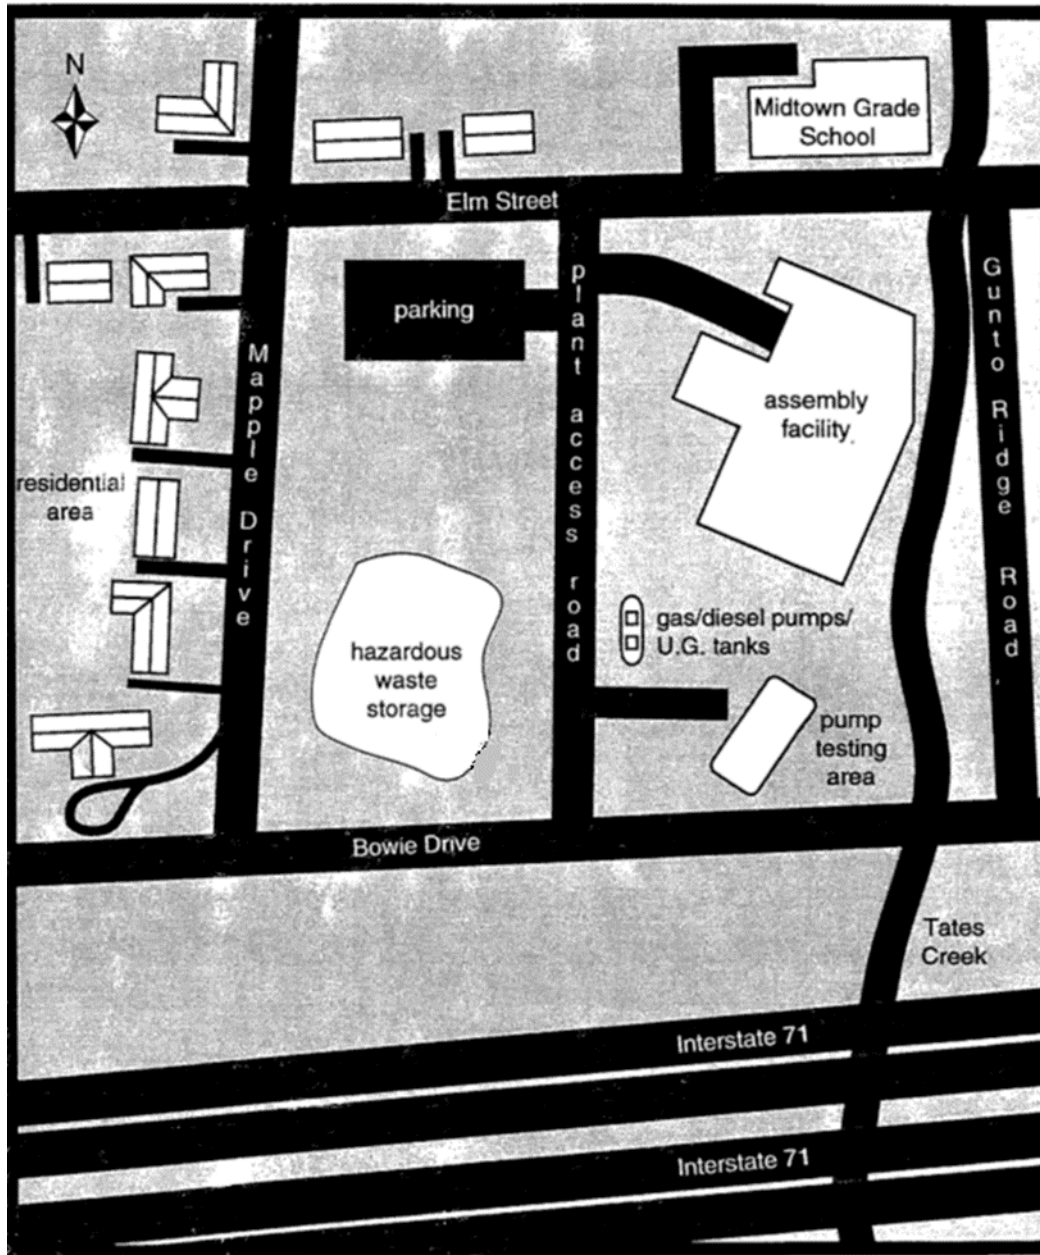 N
Midtown Grade
School
Elm Street
parking
plant access road
Gunto Ridge Road
Mapple Drive
assembly
facility
residential
area
gas/diesel pumps/
U.G. tanks
hazardous
waste
storage
pump
testing
area
Bowie Drive
Tates
Creek
Interstate 71
Interstate 71